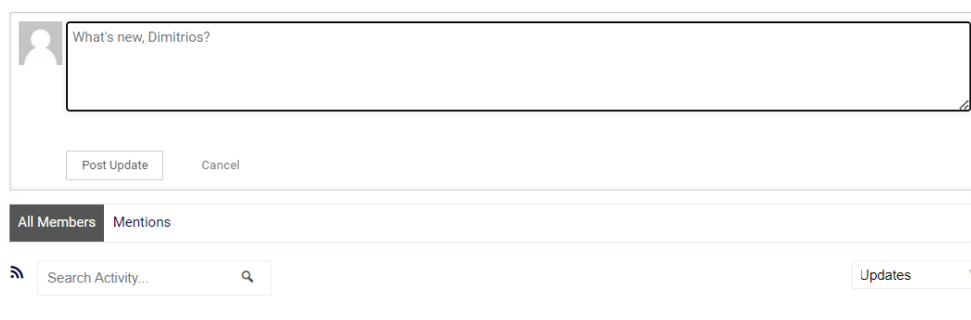 What's new, Dimitrios?
Post Update Cancel
All Members Mentions
Search Activity... Updates